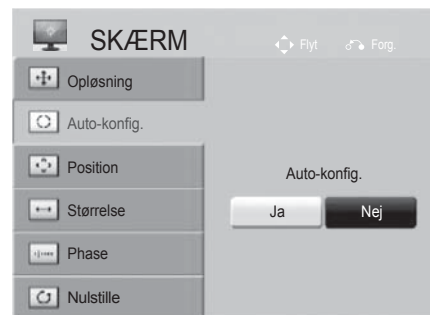 SKÆRM
Flyt
Forg.
Opløsning
Auto-konfig.
Position
Størrelse
Phase
Nulstille
Auto-konfig.
Ja
Nej